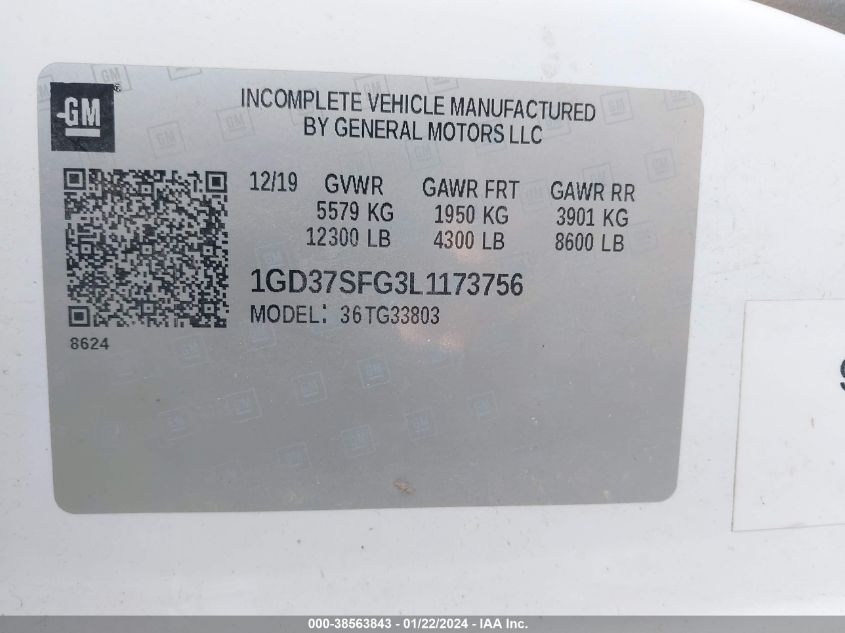 GM
INCOMPLETE VEHICLE MANUFACTURED
BY GENERAL MOTORS LLC
12/19 GVWR GAWR FRT GAWR RR
5579 KG 1950 KG 3901 KG
12300 LB 4300 LB 8600 LB
1GD37SFG3L1173756
MODEL: 36TG33803
8624
000-38563843 - 01/22/2024 - IAA Inc.